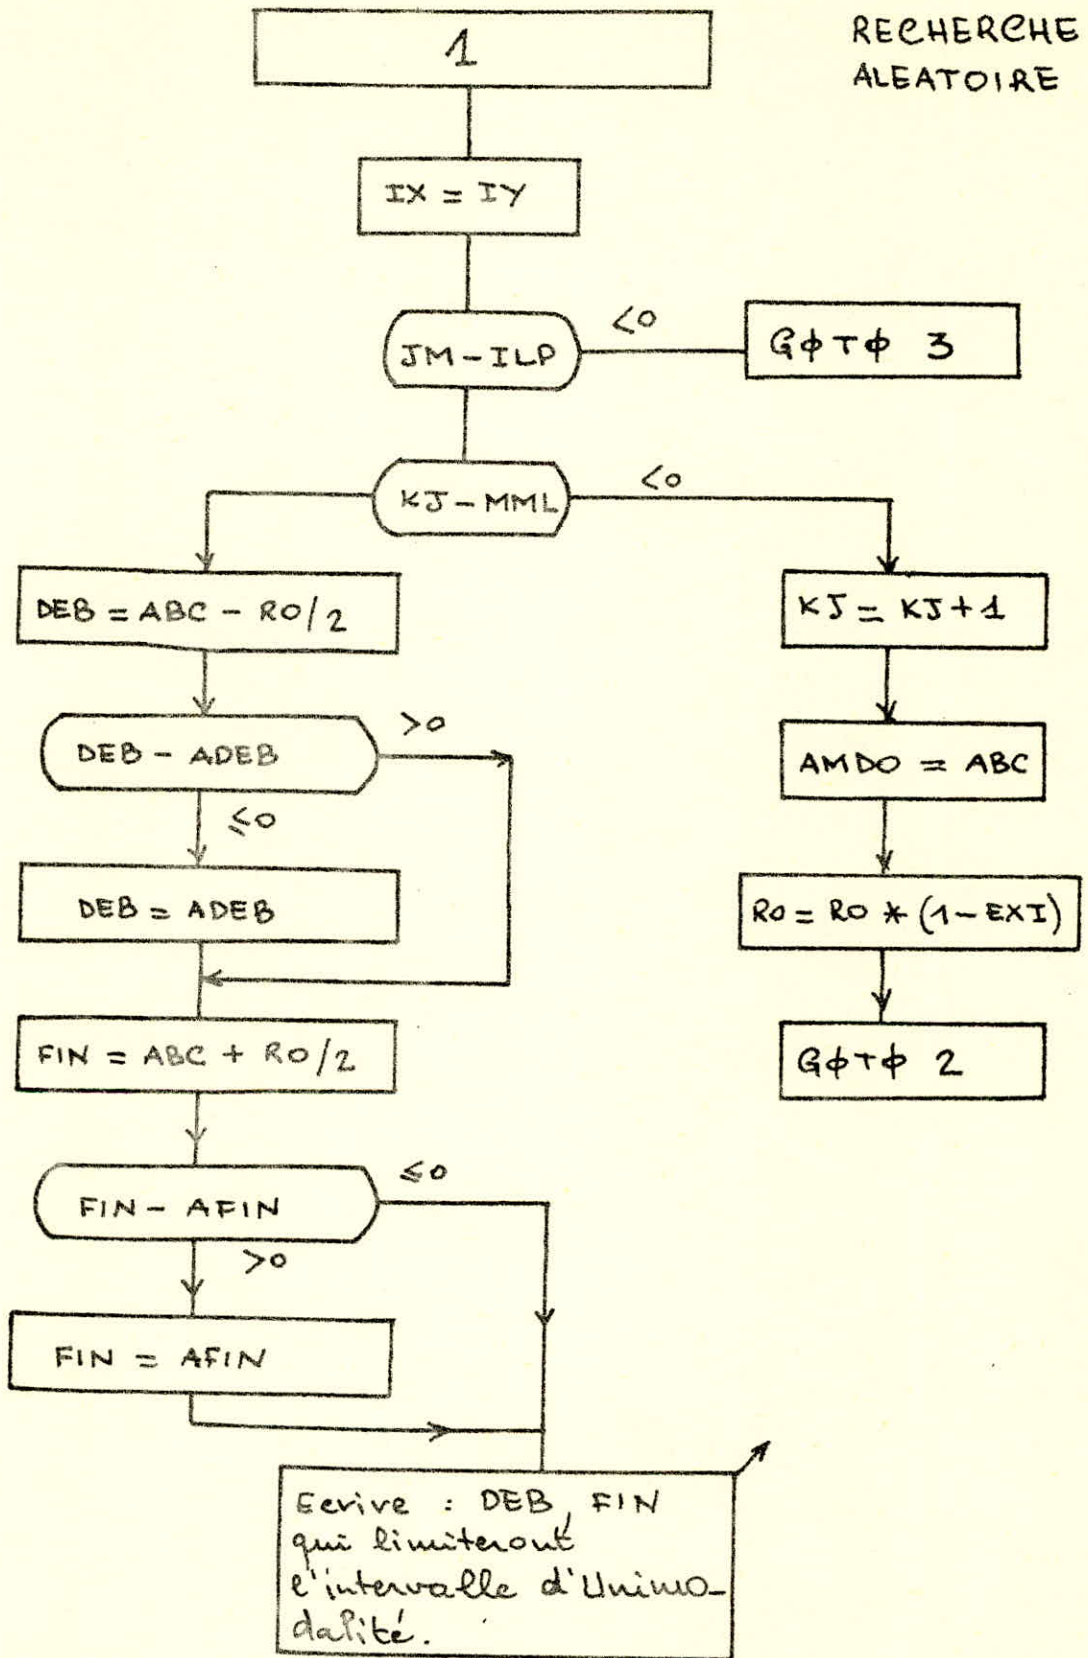 RECHERCHE
ALEATOIRE
1
IX = IY
JM - ILP
<0
GϕTϕ 3
KJ - MML
<0
DEB = ABC - RO/2
KJ = KJ + 1
DEB - ADEB
>0
≤0
AMDO = ABC
DEB = ADEB
RO = RO * (1 - EXI)
FIN = ABC + RO/2
GϕTϕ 2
FIN - AFIN
≤0
>0
FIN = AFIN
Ecrive : DEB, FIN
qui limiteront
l'intervalle d'Unimo-
dalité.